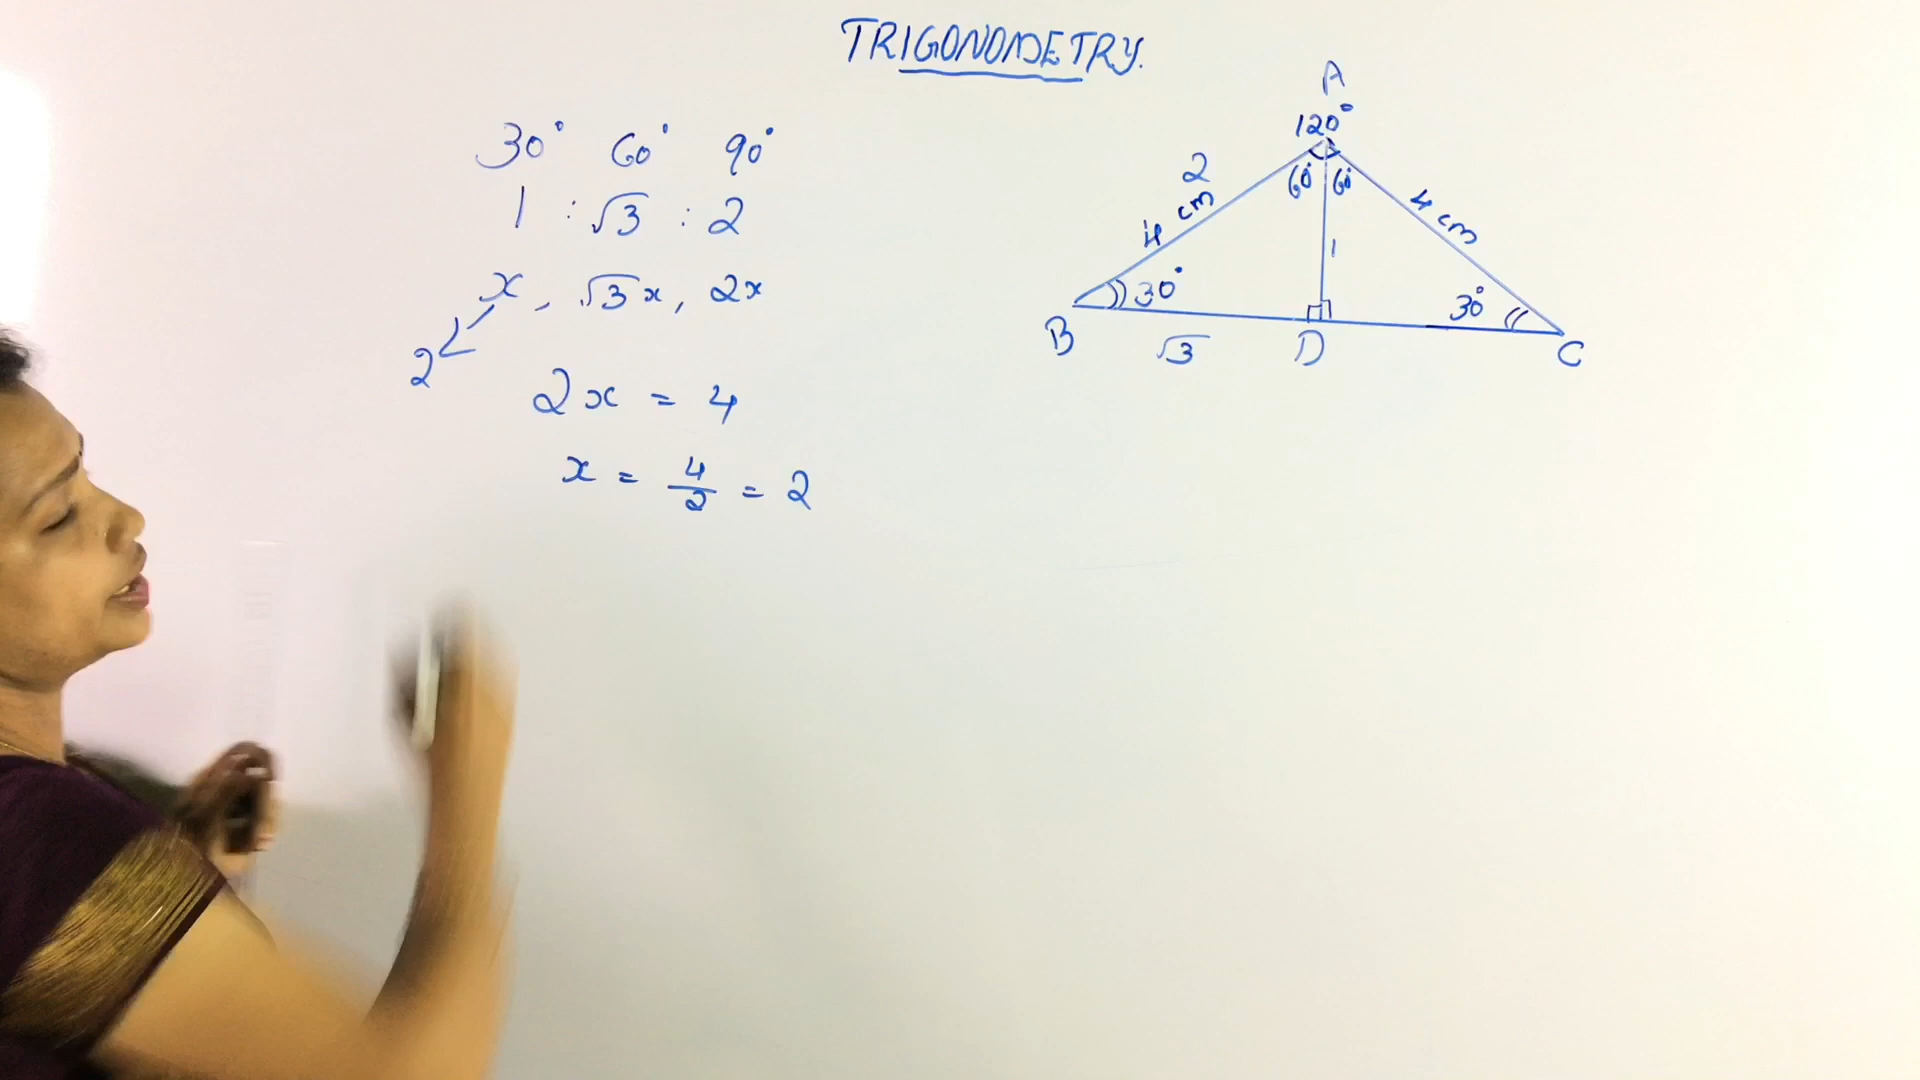 TRIGONOMETRY.
30° 60° 90°
1 : √3 : 2
x, √3x, 2x
2
2x = 4
x = 4/2 = 2
A
120°
60° 60°
2
4 cm
4 cm
1
30°
30°
B
√3
D
C